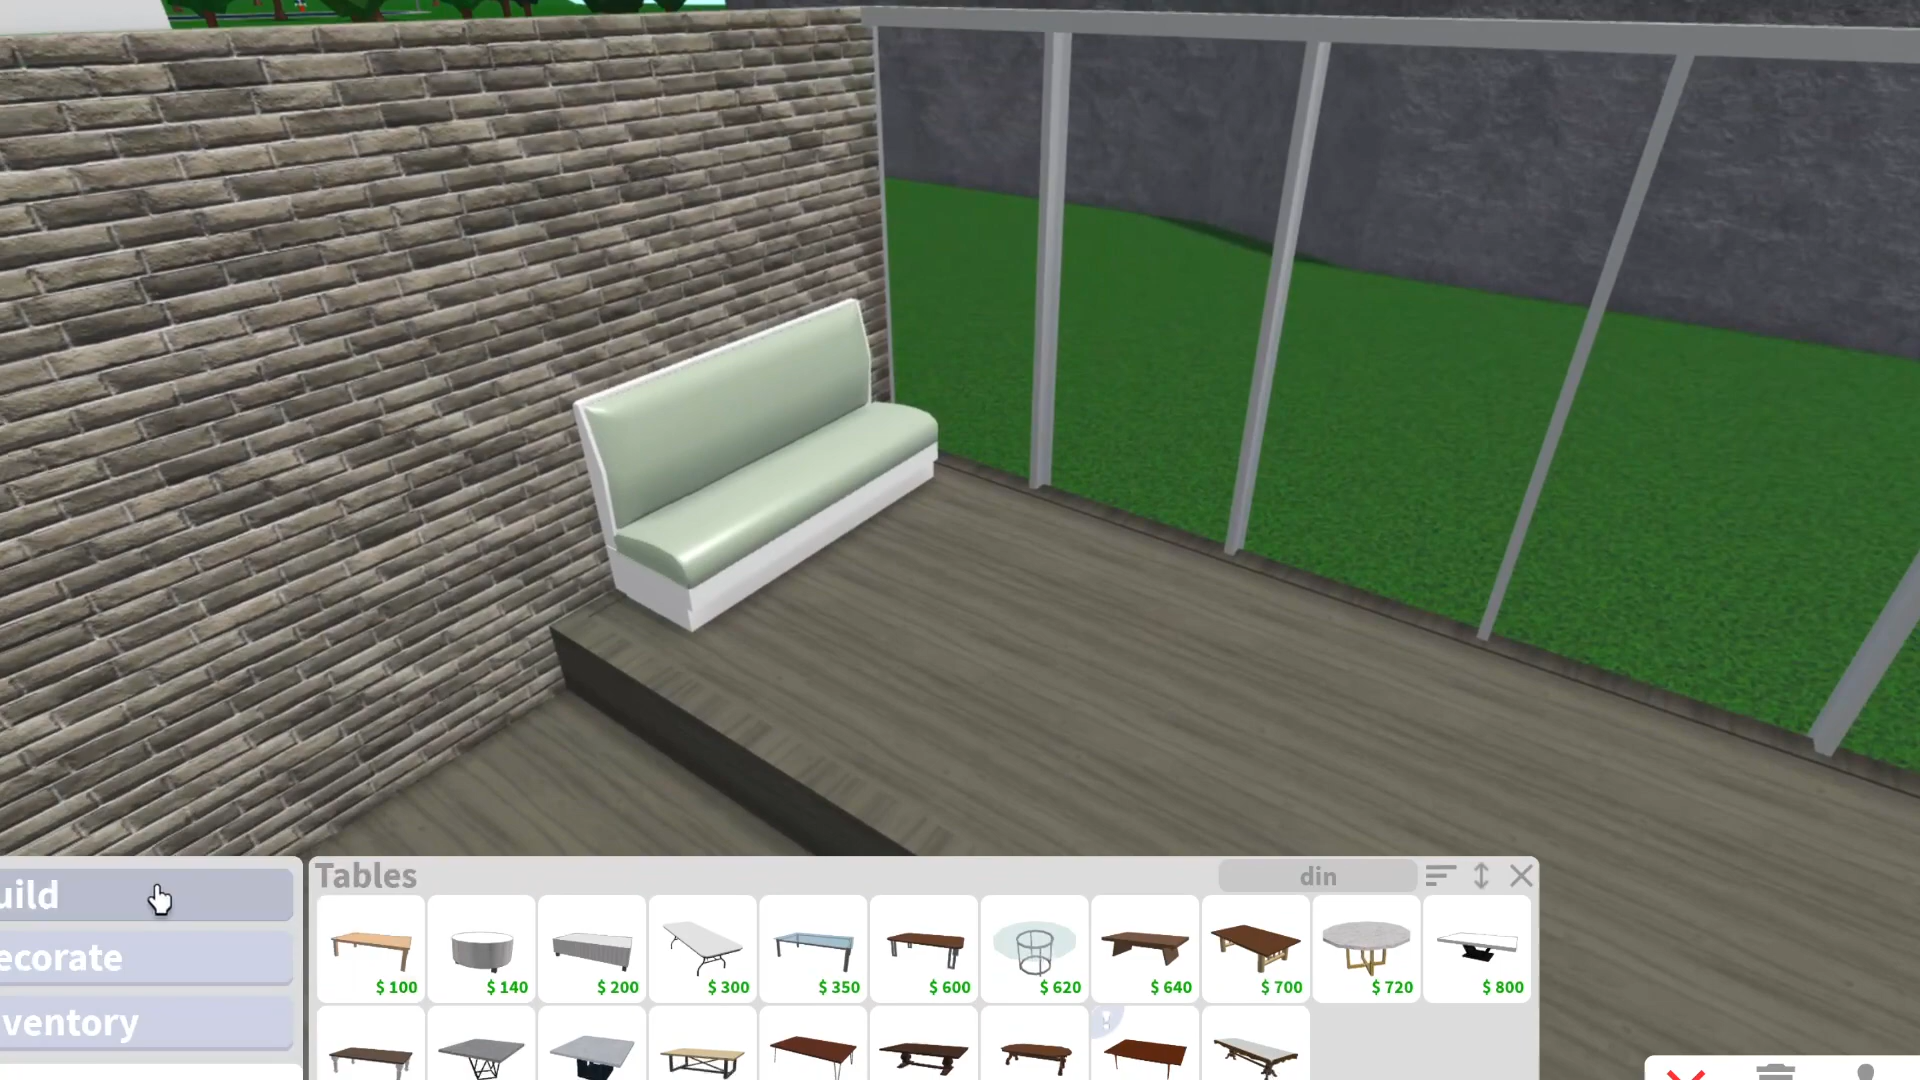 uild
ecorate
ventory
Tables
din
$ 100
$ 140
$ 200
$ 300
$ 350
$ 600
$ 620
$ 640
$ 700
$ 720
$ 800
!